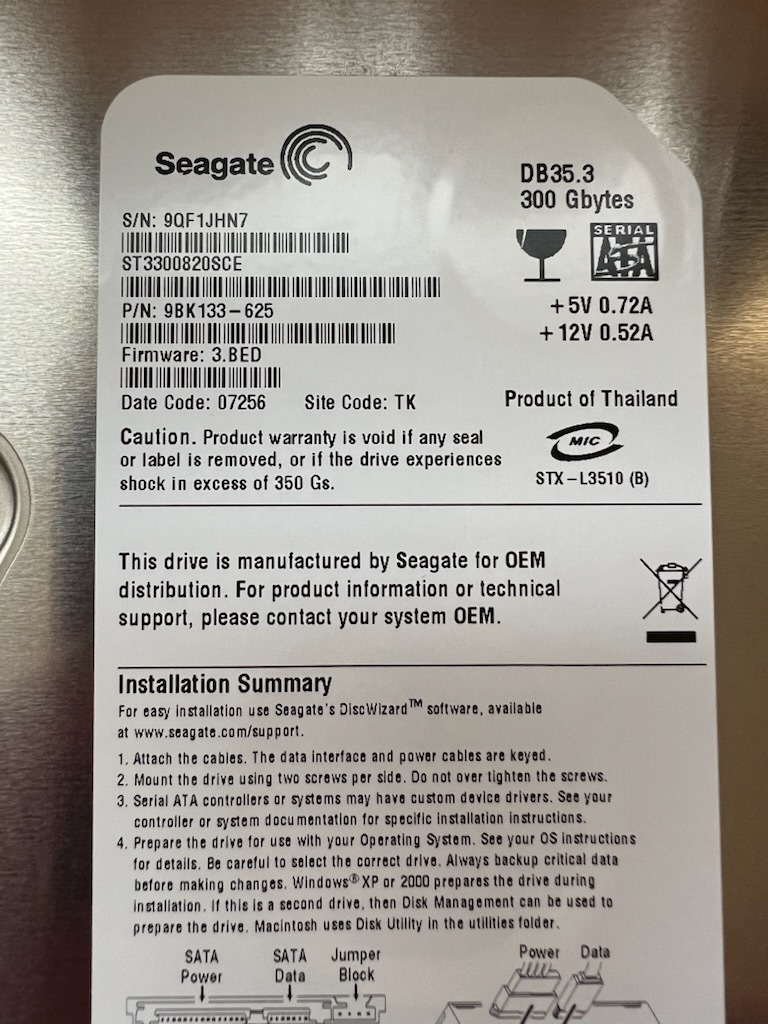 Seagate
DB35.3
300 Gbytes
S/N: 9QF1JHN7
SERIAL
ATA
ST3300820SCE
+5V 0.72A
P/N: 9BK133-625
+12V 0.52A
Firmware: 3.BED
Date Code: 07256 Site Code: TK
Product of Thailand
Caution. Product warranty is void if any seal
or label is removed, or if the drive experiences
shock in excess of 350 Gs.
MIC
STX-L3510 (B)
This drive is manufactured by Seagate for OEM
distribution. For product information or technical
support, please contact your system OEM.
Installation Summary
For easy installation use Seagate's DiscWizard™ software, available
at www.seagate.com/support.
1. Attach the cables. The data interface and power cables are keyed.
2. Mount the drive using two screws per side. Do not over tighten the screws.
3. Serial ATA controllers or systems may have custom device drivers. See your
controller or system documentation for specific installation instructions.
4. Prepare the drive for use with your Operating System. See your OS instructions
for details. Be careful to select the correct drive. Always backup critical data
before making changes. Windows® XP or 2000 prepares the drive during
installation. If this is a second drive, then Disk Management can be used to
prepare the drive. Macintosh uses Disk Utility in the utilities folder.
SATA
Power
SATA
Data
Jumper
Block
Power
Data